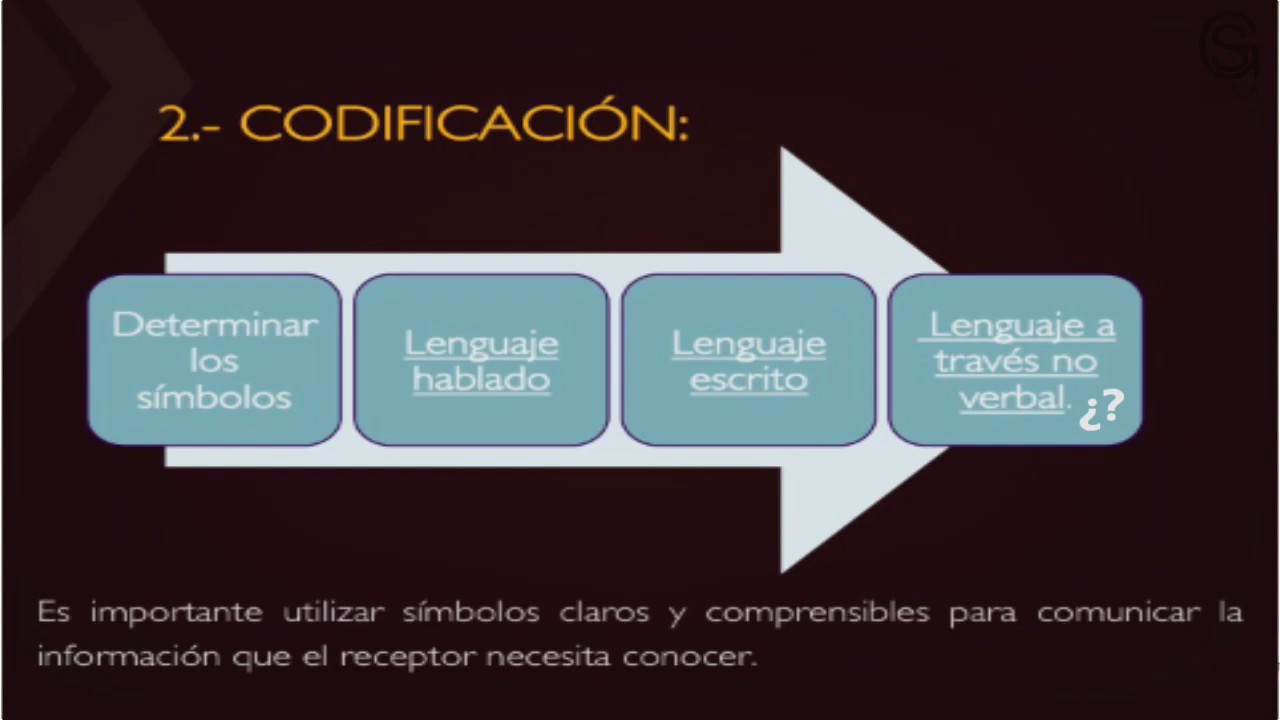 2.- CODIFICACIÓN:
Determinar
los
símbolos
Lenguaje
hablado
Lenguaje
escrito
Lenguaje a
través no
verbal.
¿?
Es importante utilizar símbolos claros y comprensibles para comunicar la
información que el receptor necesita conocer.